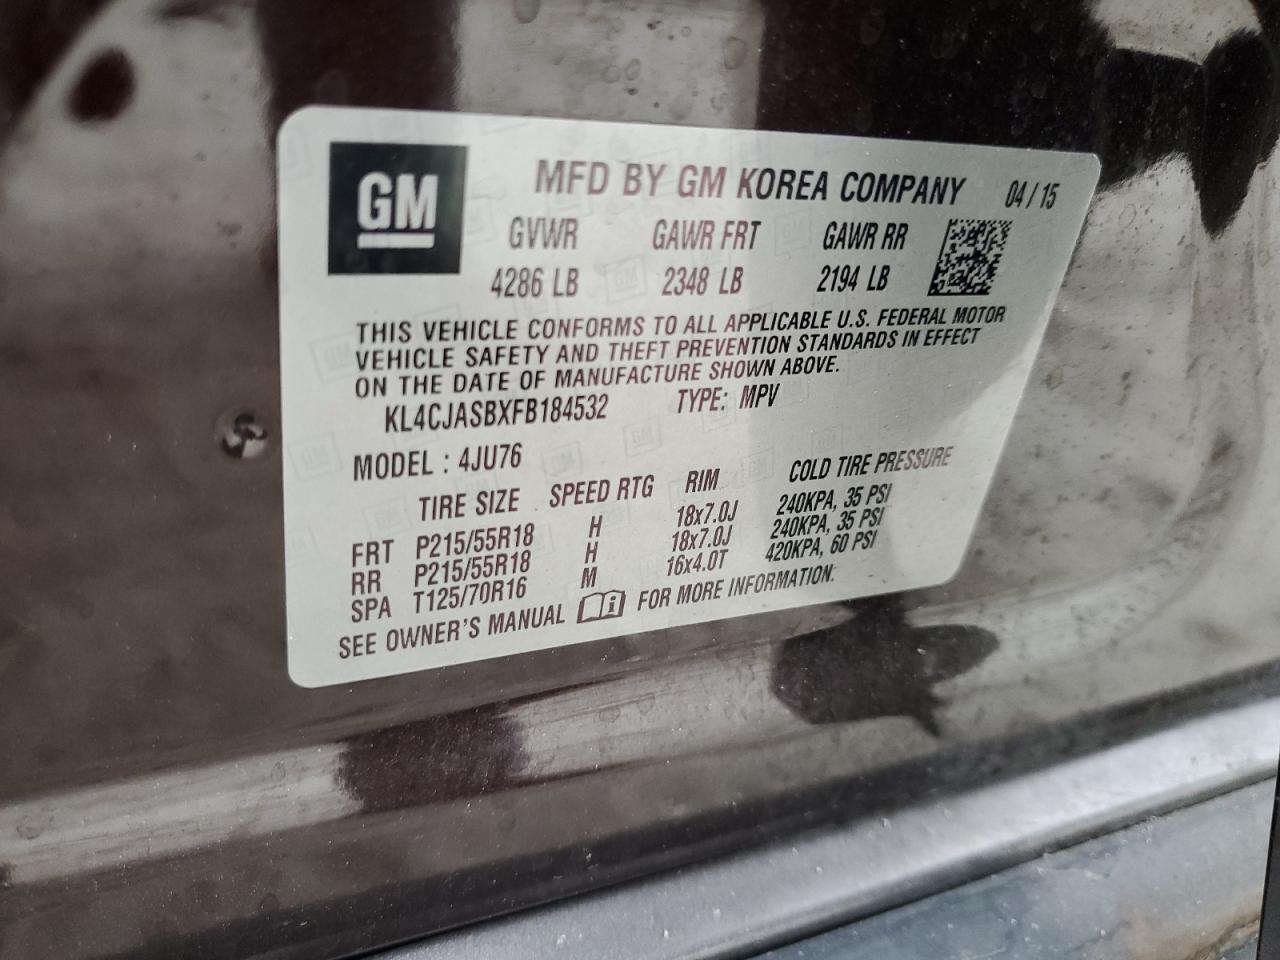 GM
MFD BY GM KOREA COMPANY 04/15
GVWR GAWR FRT GAWR RR
4286 LB 2348 LB 2194 LB
THIS VEHICLE CONFORMS TO ALL APPLICABLE U.S. FEDERAL MOTOR
VEHICLE SAFETY AND THEFT PREVENTION STANDARDS IN EFFECT
ON THE DATE OF MANUFACTURE SHOWN ABOVE.
KL4CJASBXFB184532 TYPE: MPV
MODEL : 4JU76
TIRE SIZE SPEED RTG RIM COLD TIRE PRESSURE
FRT P215/55R18 H 18x7.0J 240KPA, 35 PSI
RR P215/55R18 H 18x7.0J 240KPA, 35 PSI
SPA T125/70R16 M 16x4.0T 420KPA, 60 PSI
SEE OWNER'S MANUAL FOR MORE INFORMATION.